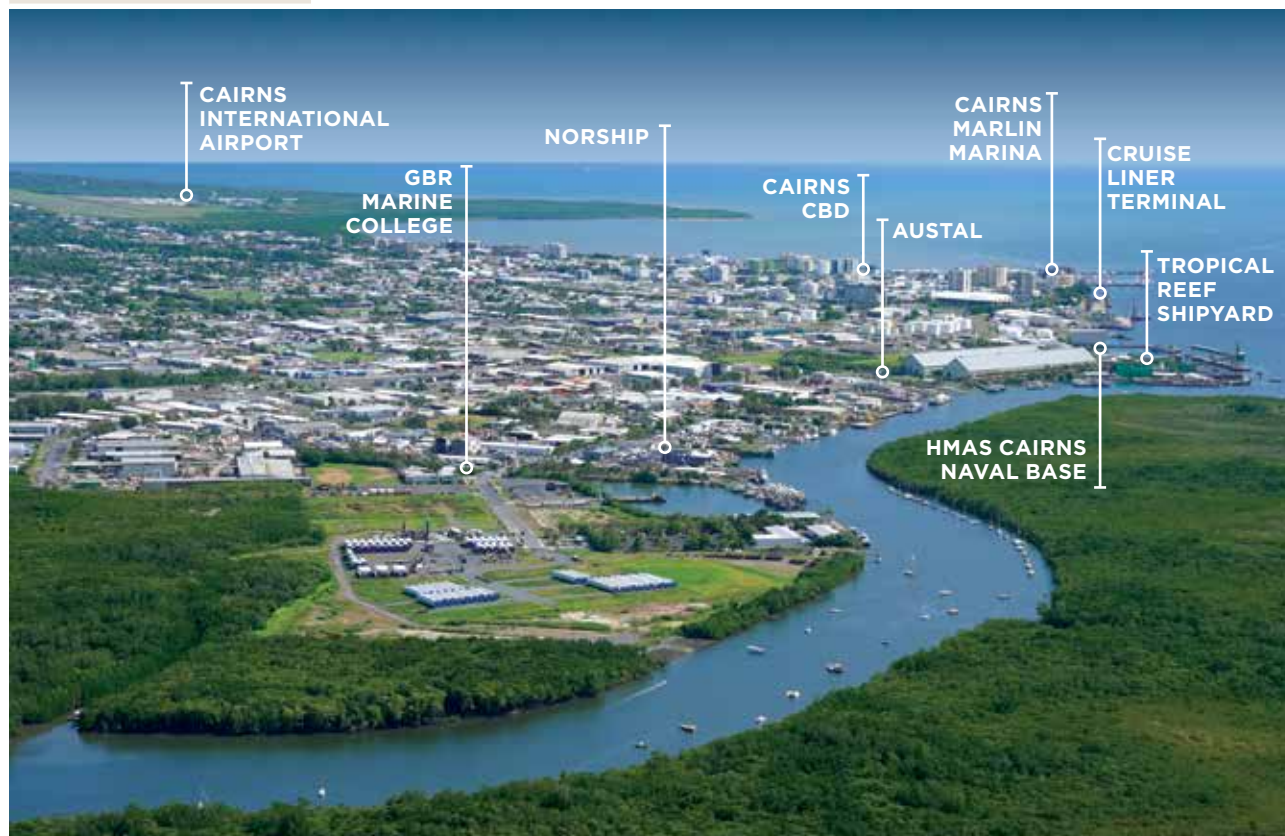 CAIRNS
INTERNATIONAL
AIRPORT
GBR
MARINE
COLLEGE
NORSHIP
CAIRNS
CBD
AUSTAL
CAIRNS
MARLIN
MARINA
CRUISE
LINER
TERMINAL
TROPICAL
REEF
SHIPYARD
HMAS CAIRNS
NAVAL BASE